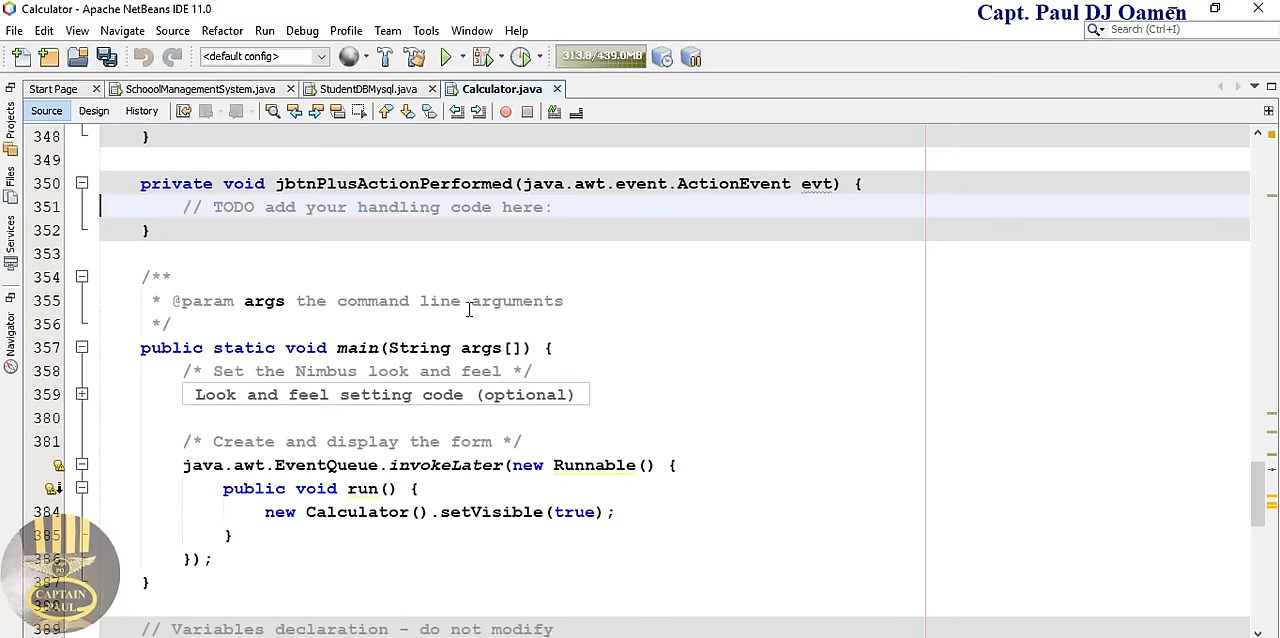 Calculator - Apache NetBeans IDE 11.0
Capt. Paul DJ Oamen
File Edit View Navigate Source Refactor Run Debug Profile Team Tools Window Help
Search (Ctrl+I)
<default config>
313.8/439.0MB
Start Page
SchoolManagementSystem.java
StudentDBMysql.java
Calculator.java
Source Design History
Projects
Files
Services
Navigator
348 }
349
350 private void jbtnPlusActionPerformed(java.awt.event.ActionEvent evt) {
351 // TODO add your handling code here:
352 }
353
354 /**
355 * @param args the command line arguments
356 */
357 public static void main(String args[]) {
358 /* Set the Nimbus look and feel */
359 Look and feel setting code (optional)
380
381 /* Create and display the form */
java.awt.EventQueue.invokeLater(new Runnable() {
public void run() {
384 new Calculator().setVisible(true);
385 }
386 });
387 }
388
389 // Variables declaration - do not modify
CAPTAIN
PAUL